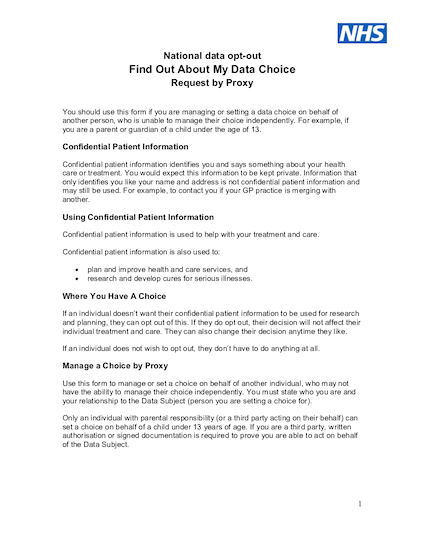 NHS
National data opt-out
Find Out About My Data Choice
Request by Proxy
You should use this form if you are managing or setting a data choice on behalf of
another person, who is unable to manage their choice independently. For example, if
you are a parent or guardian of a child under the age of 13.
Confidential Patient Information
Confidential patient information identifies you and says something about your health
care or treatment. You would expect this information to be kept private. Information that
only identifies you like your name and address is not confidential patient information and
may still be used. For example, to contact you if your GP practice is merging with
another.
Using Confidential Patient Information
Confidential patient information is used to help with your treatment and care.
Confidential patient information is also used to:
• plan and improve health and care services, and
• research and develop cures for serious illnesses.
Where You Have A Choice
If an individual doesn't want their confidential patient information to be used for research
and planning, they can opt out of this. If they do opt out, their decision will not affect their
individual treatment and care. They can also change their decision anytime they like.
If an individual does not wish to opt out, they don't have to do anything at all.
Manage a Choice by Proxy
Use this form to manage or set a choice on behalf of another individual, who may not
have the ability to manage their choice independently. You must state who you are and
your relationship to the Data Subject (person you are setting a choice for).
Only an individual with parental responsibility (or a third party acting on their behalf) can
set a choice on behalf of a child under 13 years of age. If you are a third party, written
authorisation or signed documentation is required to prove you are able to act on behalf
of the Data Subject.
1